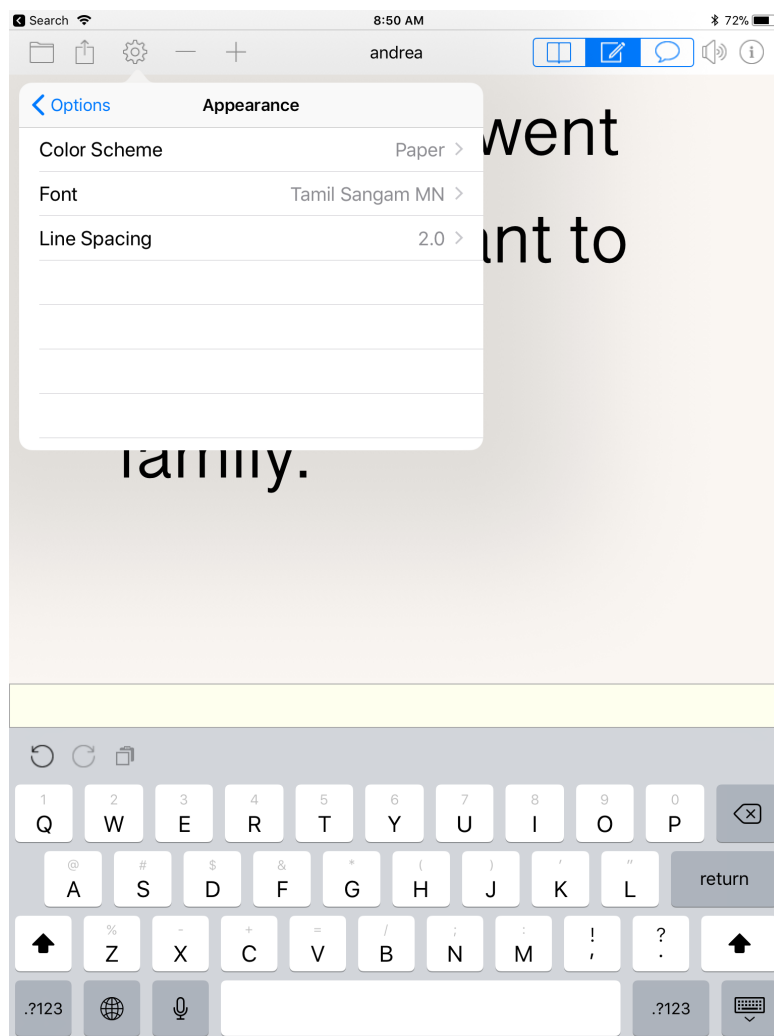 Search 8:50 AM 72%
andrea
Options Appearance
Color Scheme Paper
Font Tamil Sangam MN
Line Spacing 2.0
went
to
family.
1 2 3 4 5 6 7 8 9 0
Q W E R T Y U I O P
@ # $ & * ( ) ' "
A S D F G H J K L return
% - + = / ; : ! ?
Z X C V B N M , .
.?123 .?123